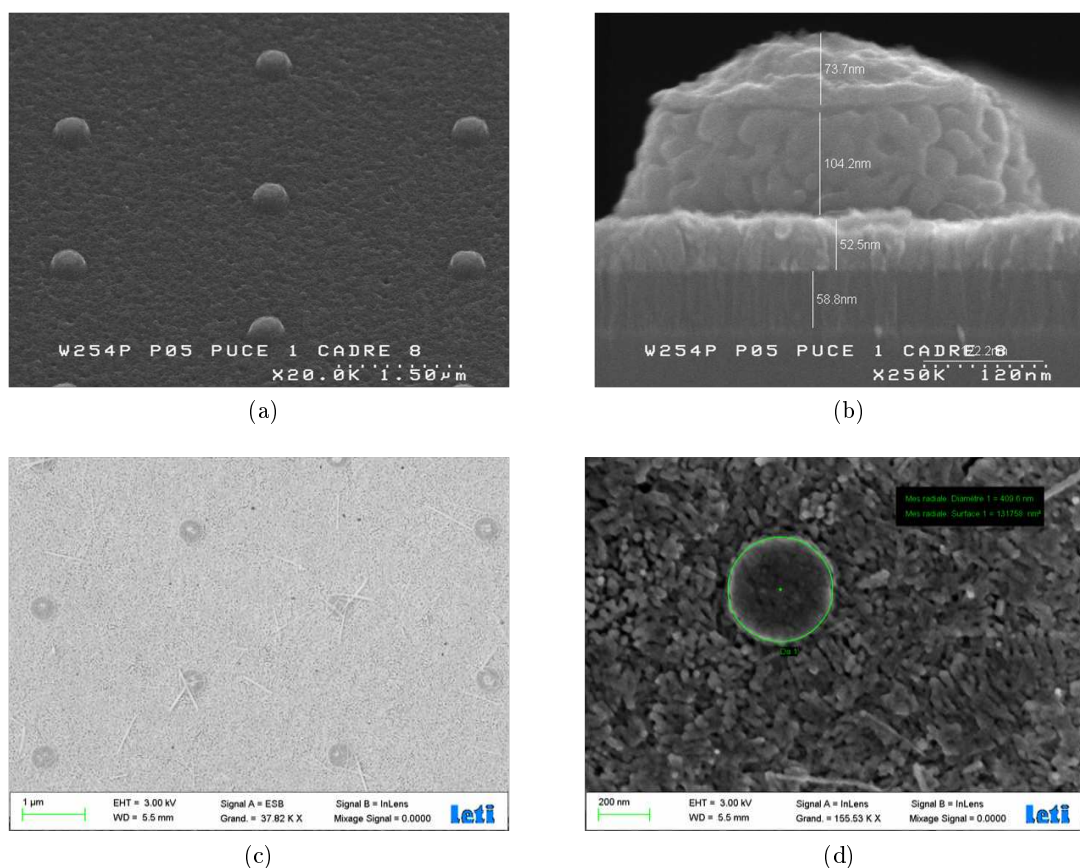 73.7nm
104.2nm
52.5nm
58.8nm
W254P P05 PUCE 1 CADRE 8
X20.0K 1.50µm
W254P P05 PUCE 1 CADRE 8
X250K 120nm
(a)
(b)
Mes radiale Diamètre 1 = 409.6 nm
Mes radiale Surface 1 = 131758 nm²
1 µm
EHT = 3.00 kV
Signal A = ESB
Signal B = InLens
WD = 5.5 mm
Grand. = 37.82 K X
Mixage Signal = 0.0000
Leti
200 nm
EHT = 3.00 kV
Signal A = InLens
Signal B = InLens
WD = 5.5 mm
Grand. = 155.53 K X
Mixage Signal = 0.0000
Leti
(c)
(d)